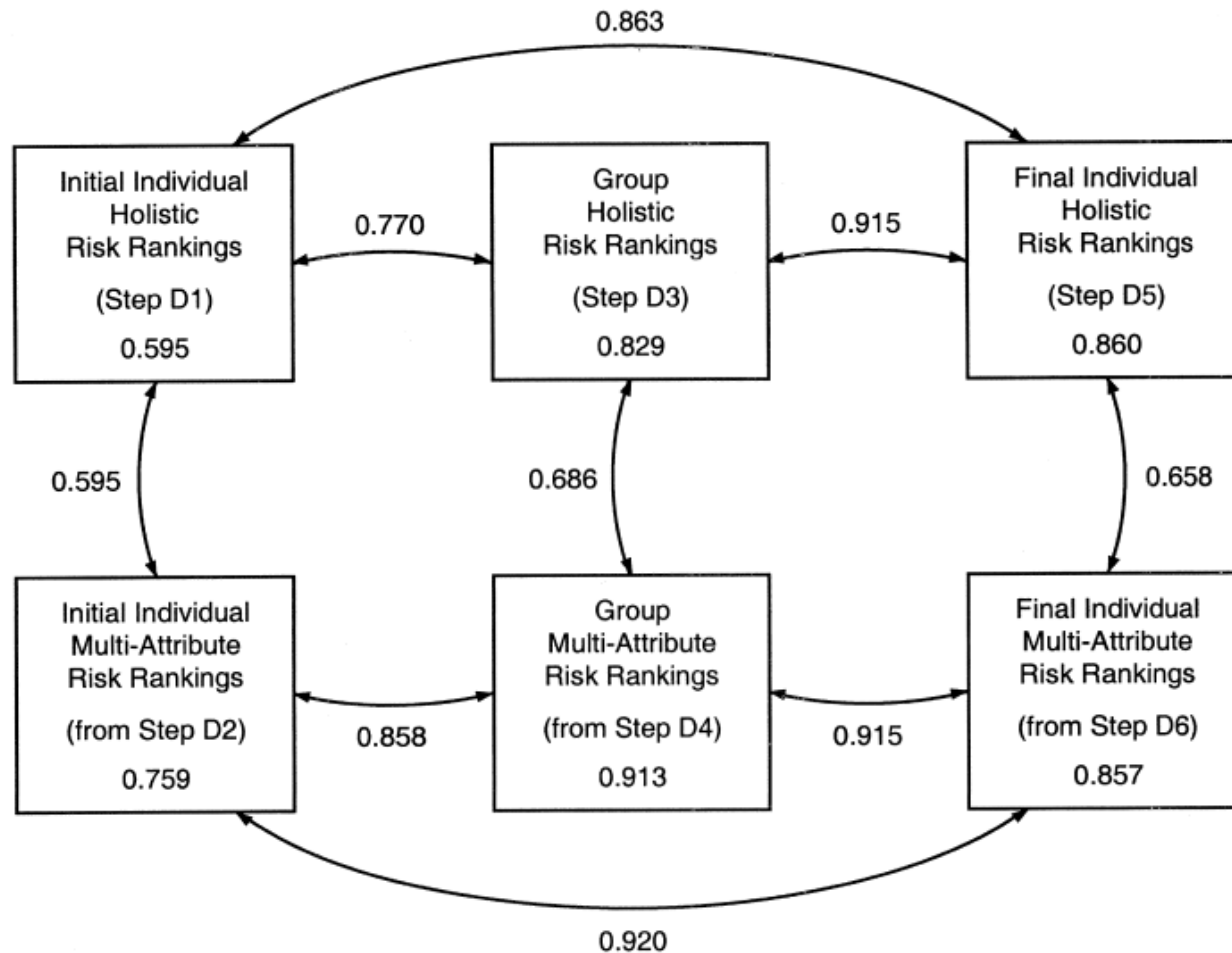 0.863
Initial Individual
Holistic
Risk Rankings
(Step D1)
0.595
0.770
Group
Holistic
Risk Rankings
(Step D3)
0.829
0.915
Final Individual
Holistic
Risk Rankings
(Step D5)
0.860
0.595
0.686
0.658
Initial Individual
Multi-Attribute
Risk Rankings
(from Step D2)
0.759
0.858
Group
Multi-Attribute
Risk Rankings
(from Step D4)
0.913
0.915
Final Individual
Multi-Attribute
Risk Rankings
(from Step D6)
0.857
0.920